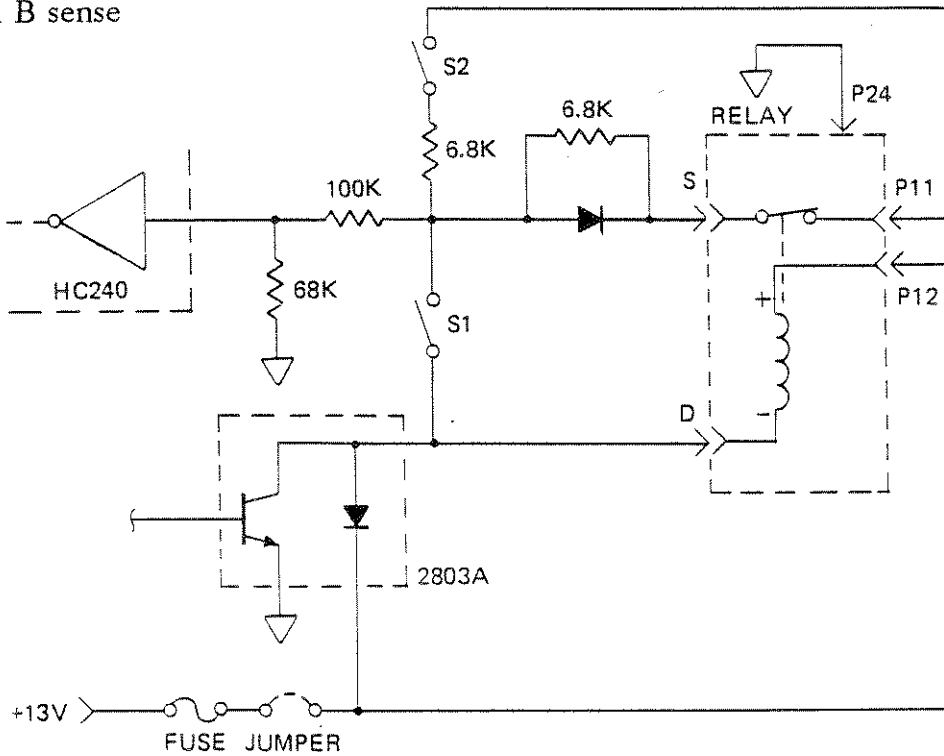 B sense
S2
6.8K
6.8K
RELAY
P24
100K
S
P11
HC240
68K
S1
+
P12
D
-
2803A
+13V
FUSE JUMPER